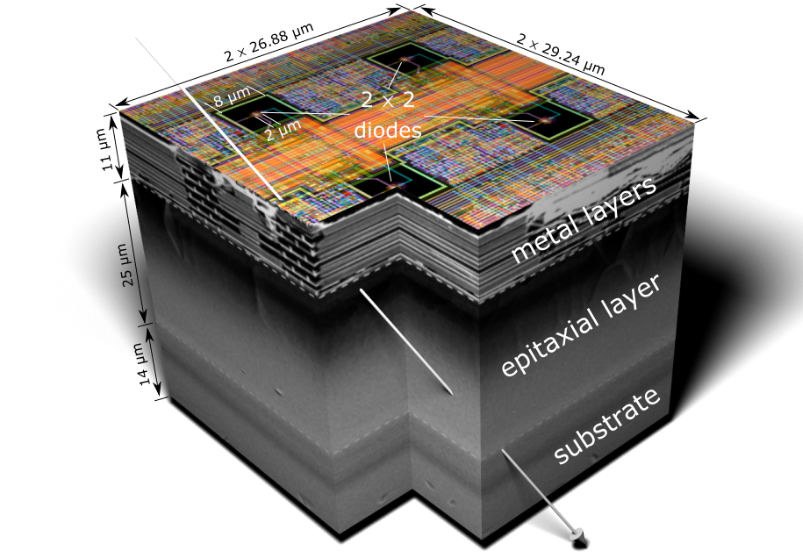 2 × 26.88 µm
2 × 29.24 µm
8 µm
2 x 2
2 µm
diodes
11 µm
metal layers
25 µm
epitaxial layer
14 µm
substrate